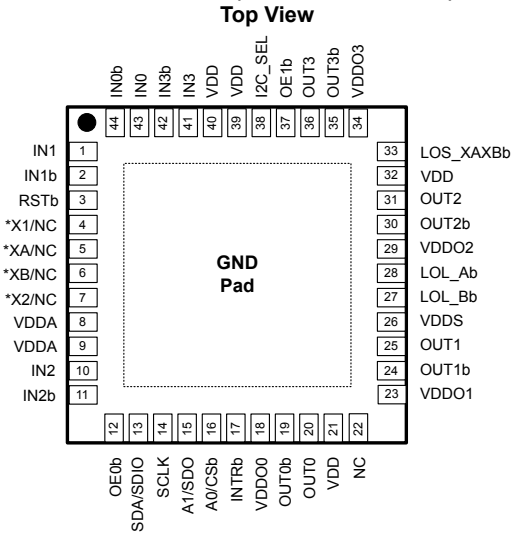 Top View
IN0b
IN0
IN3b
IN3
VDD
VDD
I2C_SEL
OE1b
OUT3
OUT3b
VDDO3
44
43
42
41
40
39
38
37
36
35
34
IN1 1
IN1b 2
RSTb 3
*X1/NC 4
*XA/NC 5
*XB/NC 6
*X2/NC 7
VDDA 8
VDDA 9
IN2 10
IN2b 11
GND
Pad
33 LOS_XAXBb
32 VDD
31 OUT2
30 OUT2b
29 VDDO2
28 LOL_Ab
27 LOL_Bb
26 VDDS
25 OUT1
24 OUT1b
23 VDDO1
12
13
14
15
16
17
18
19
20
21
22
OE0b
SDA/SDIO
SCLK
A1/SDO
A0/CSb
INTRb
VDDO0
OUT0b
OUT0
VDD
NC